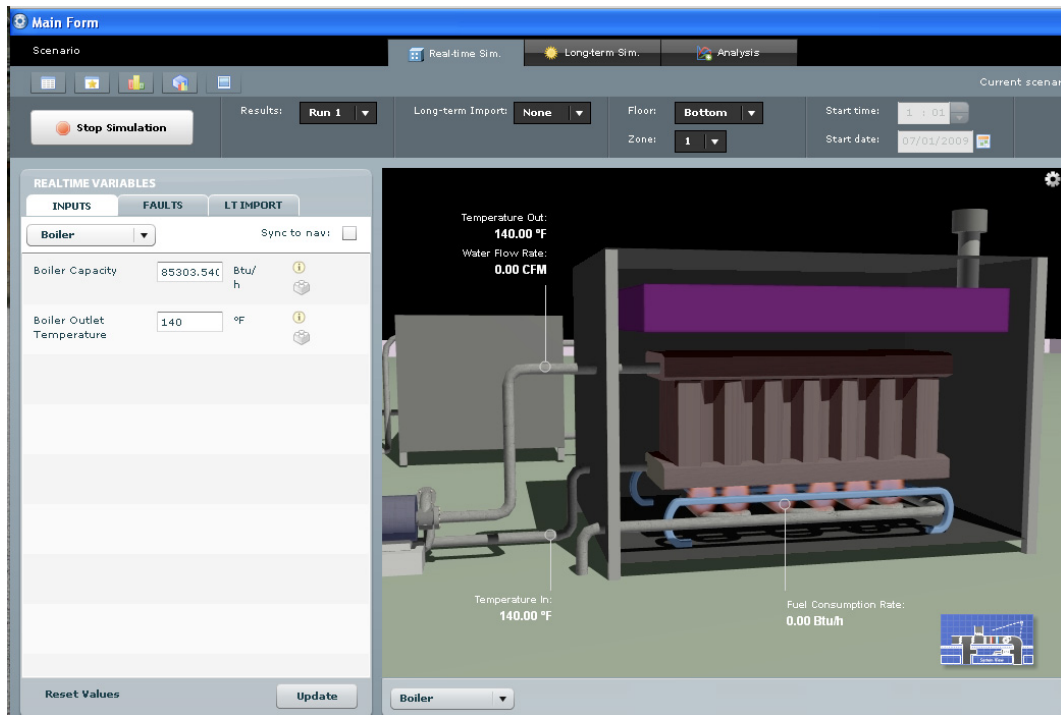 Main Form
Scenario
Real-time Sim.
Long-term Sim.
Analysis
Current scenar
Stop Simulation
Results:
Run 1
Long-term Import:
None
Floor:
Bottom
Zone:
1
Start time:
1 : 01
Start date:
07/01/2009
REALTIME VARIABLES
INPUTS
FAULTS
LT IMPORT
Boiler
Sync to nav:
Boiler Capacity
85303.540
Btu/
h
Boiler Outlet
Temperature
140
°F
Reset Values
Update
Temperature Out:
140.00 °F
Water Flow Rate:
0.00 CFM
Temperature In:
140.00 °F
Fuel Consumption Rate:
0.00 Btu/h
System View
Boiler